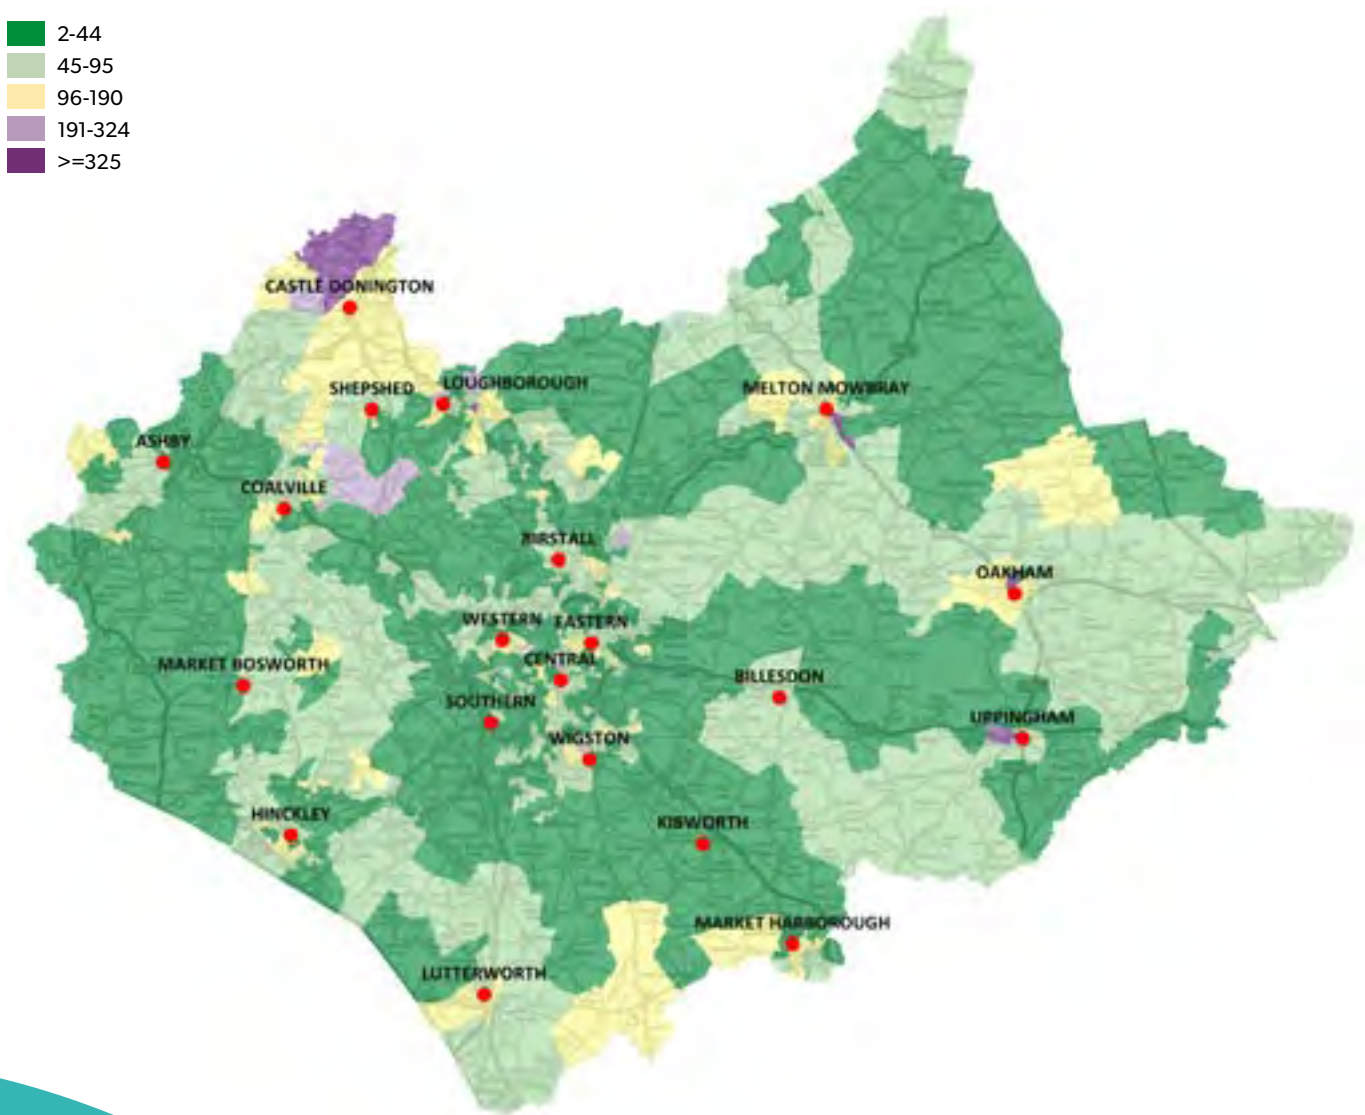 2-44
45-95
96-190
191-324
>=325
CASTLE DONINGTON
SHEPSHED
LOUGHBOROUGH
MELTON MOWBRAY
ASHBY
COALVILLE
BIRSTALL
OAKHAM
WESTERN
EASTERN
CENTRAL
MARKET BOSWORTH
BILLESDON
SOUTHERN
UPPINGHAM
WIGSTON
HINCKLEY
KIBWORTH
MARKET HARBOROUGH
LUTTERWORTH